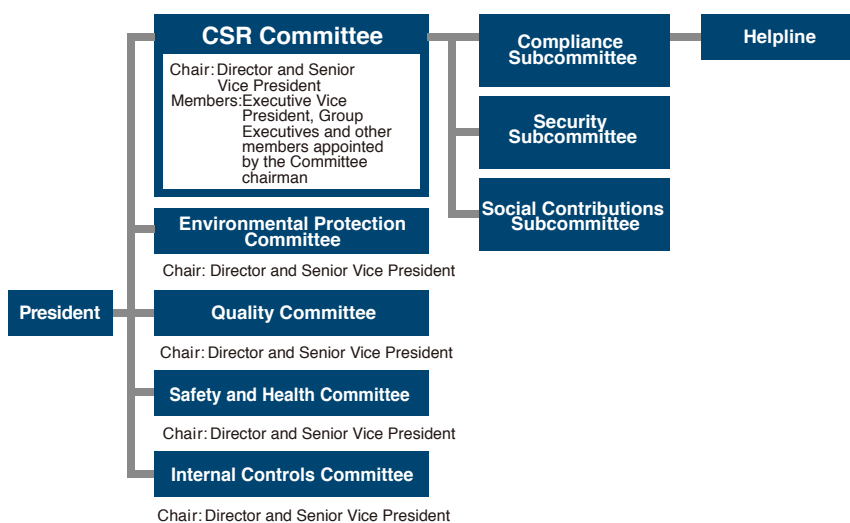 CSR Committee
Chair: Director and Senior
Vice President
Members: Executive Vice
President, Group
Executives and other
members appointed
by the Committee
chairman
Compliance
Subcommittee
Helpline
Security
Subcommittee
Social Contributions
Subcommittee
Environmental Protection
Committee
Chair: Director and Senior Vice President
President
Quality Committee
Chair: Director and Senior Vice President
Safety and Health Committee
Chair: Director and Senior Vice President
Internal Controls Committee
Chair: Director and Senior Vice President